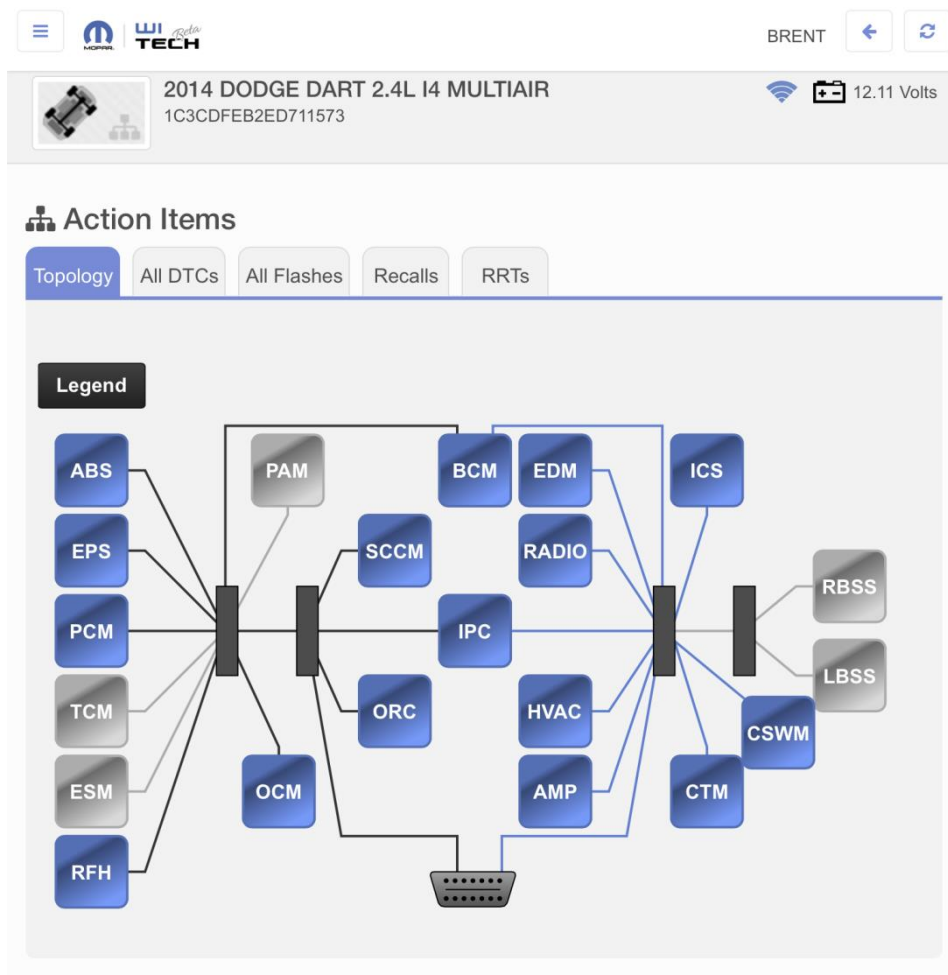 MOPAR.
WI Beta
TECH
BRENT
2014 DODGE DART 2.4L I4 MULTIAIR
1C3CDFEB2ED711573
12.11 Volts
Action Items
Topology
All DTCs
All Flashes
Recalls
RRTs
Legend
ABS
PAM
BCM
EDM
ICS
EPS
SCCM
RADIO
RBSS
PCM
IPC
LBSS
TCM
ORC
HVAC
CSWM
ESM
OCM
AMP
CTM
RFH